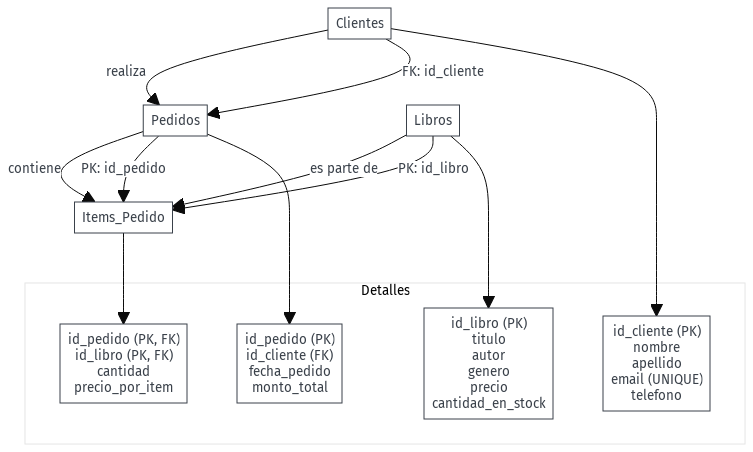 Clientes
realiza
FK: id_cliente
Pedidos
Libros
contiene
PK: id_pedido
es parte de
PK: id_libro
Items_Pedido
Detalles
id_pedido (PK, FK)
id_libro (PK, FK)
cantidad
precio_por_item
id_pedido (PK)
id_cliente (FK)
fecha_pedido
monto_total
id_libro (PK)
titulo
autor
genero
precio
cantidad_en_stock
id_cliente (PK)
nombre
apellido
email (UNIQUE)
telefono